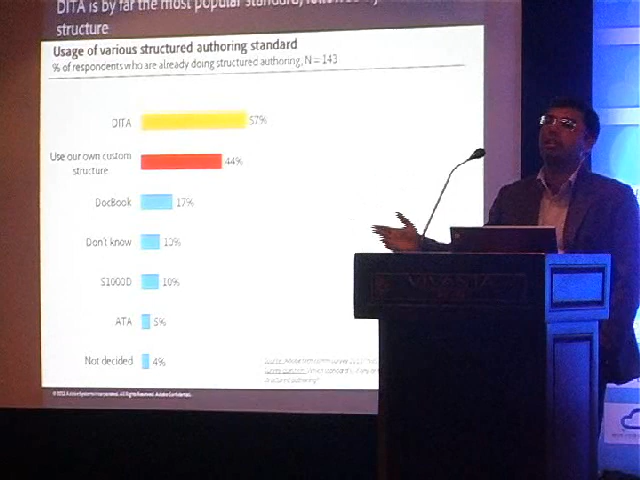 DITA is by far the most popular standard, followed
structure
Usage of various structured authoring standard
% of respondents who are already doing structured authoring, N = 143
DITA 57%
Use our own custom
structure 44%
DocBook 17%
Don't know 10%
S1000D 10%
ATA 5%
Not decided 4%
VIVANTA